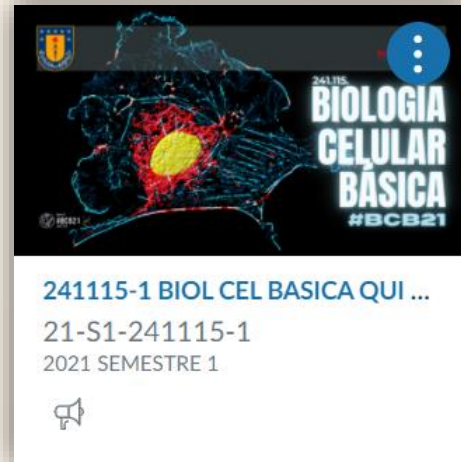 241.115.
BIOLOGIA
CELULAR
BÁSICA
#BCB21
#BCB21
241115-1 BIOL CEL BASICA QUI ...
21-S1-241115-1
2021 SEMESTRE 1